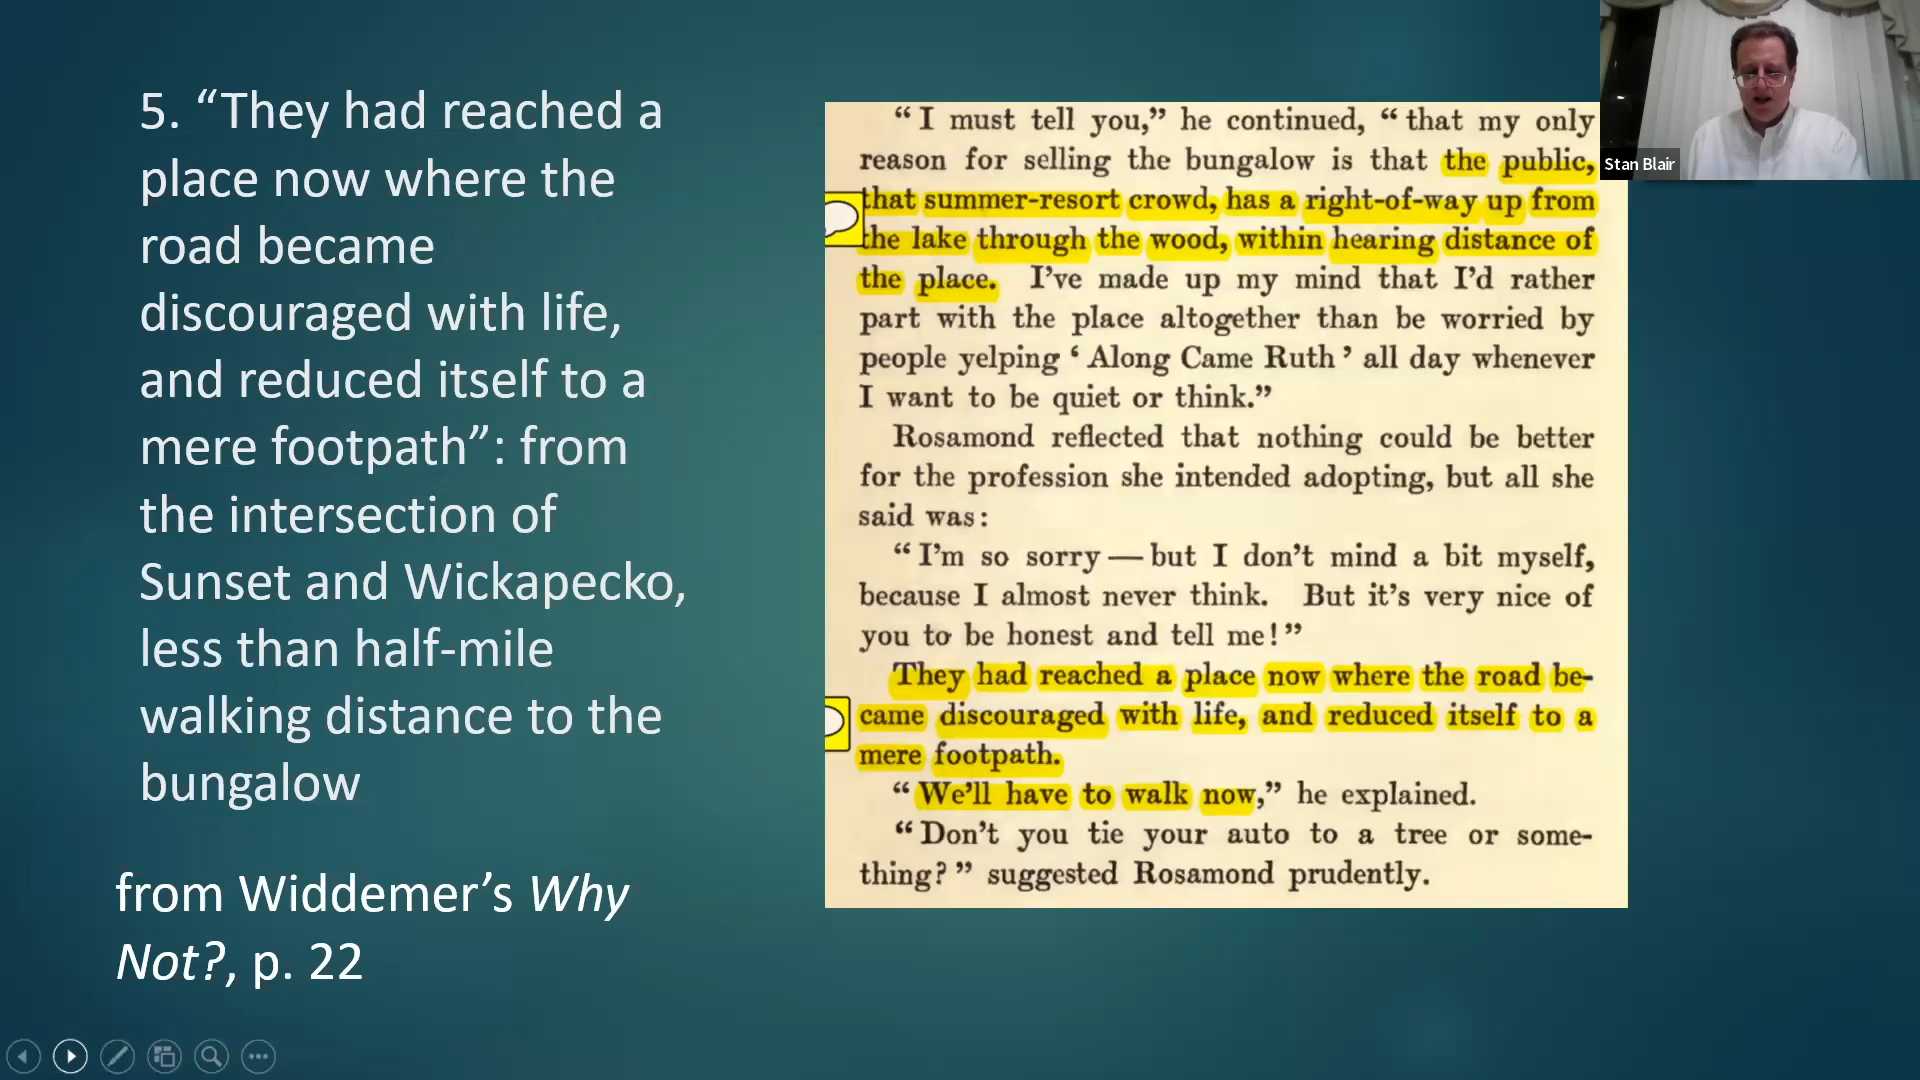 5. “They had reached a
place now where the
road became
discouraged with life,
and reduced itself to a
mere footpath”: from
the intersection of
Sunset and Wickapecko,
less than half-mile
walking distance to the
bungalow
from Widdemer’s Why
Not?, p. 22
“ I must tell you,” he continued, “ that my only
reason for selling the bungalow is that the public,
that summer-resort crowd, has a right-of-way up from
the lake through the wood, within hearing distance of
the place. I’ve made up my mind that I’d rather
part with the place altogether than be worried by
people yelping ‘ Along Came Ruth ’ all day whenever
I want to be quiet or think.”
Rosamond reflected that nothing could be better
for the profession she intended adopting, but all she
said was:
“ I’m so sorry — but I don’t mind a bit myself,
because I almost never think. But it’s very nice of
you to be honest and tell me! ”
They had reached a place now where the road be-
came discouraged with life, and reduced itself to a
mere footpath.
“ We’ll have to walk now,” he explained.
“ Don’t you tie your auto to a tree or some-
thing? ” suggested Rosamond prudently.
Stan Blair